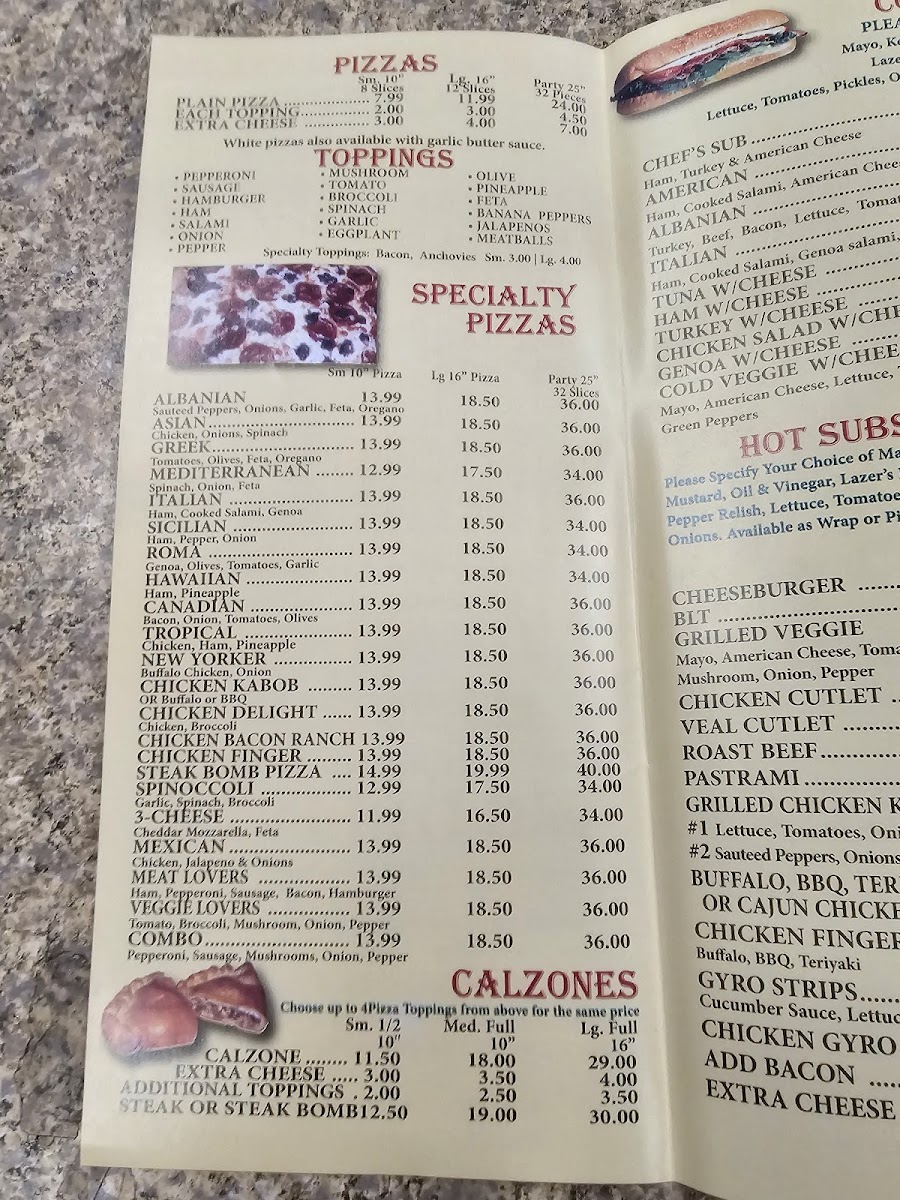 PIZZAS
Sm. 10" Lg. 16" Party 25"
8 Slices 12 Slices 32 Pieces
PLAIN PIZZA ..................... 7.99 11.99 24.00
EACH TOPPING................. 2.00 3.00 4.50
EXTRA CHEESE ................ 3.00 4.00 7.00
White pizzas also available with garlic butter sauce.
TOPPINGS
• PEPPERONI
• SAUSAGE
• HAMBURGER
• HAM
• SALAMI
• ONION
• PEPPER
• MUSHROOM
• TOMATO
• BROCCOLI
• SPINACH
• GARLIC
• EGGPLANT
• OLIVE
• PINEAPPLE
• FETA
• BANANA PEPPERS
• JALAPENOS
• MEATBALLS
Specialty Toppings: Bacon, Anchovies Sm. 3.00 | Lg. 4.00
SPECIALTY
PIZZAS
Sm 10" Pizza Lg 16" Pizza Party 25"
32 Slices
ALBANIAN 13.99 18.50 36.00
Sauteed Peppers, Onions, Garlic, Feta, Oregano
ASIAN............................ 13.99 18.50 36.00
Chicken, Onions, Spinach
GREEK........................... 13.99 18.50 36.00
Tomatoes, Olives, Feta, Oregano
MEDITERRANEAN ....... 12.99 17.50 34.00
Spinach, Onion, Feta
ITALIAN ....................... 13.99 18.50 36.00
Ham, Cooked Salami, Genoa
SICILIAN ....................... 13.99 18.50 34.00
Ham, Pepper, Onion
ROMA ........................... 13.99 18.50 34.00
Genoa, Olives, Tomatoes, Garlic
HAWAIIAN .................... 13.99 18.50 34.00
Ham, Pineapple
CANADIAN ................... 13.99 18.50 36.00
Bacon, Onion, Tomatoes, Olives
TROPICAL .................... 13.99 18.50 36.00
Chicken, Ham, Pineapple
NEW YORKER ............... 13.99 18.50 36.00
Buffalo Chicken, Onion
CHICKEN KABOB ......... 13.99 18.50 36.00
OR Buffalo or BBQ
CHICKEN DELIGHT ...... 13.99 18.50 36.00
Chicken, Broccoli
CHICKEN BACON RANCH 13.99 18.50 36.00
CHICKEN FINGER ......... 13.99 18.50 36.00
STEAK BOMB PIZZA .... 14.99 19.99 40.00
SPINOCCOLI ................. 12.99 17.50 34.00
Garlic, Spinach, Broccoli
3-CHEESE ....................... 11.99 16.50 34.00
Cheddar Mozzarella, Feta
MEXICAN ....................... 13.99 18.50 36.00
Chicken, Jalapeno & Onions
MEAT LOVERS ................. 13.99 18.50 36.00
Ham, Pepperoni, Sausage, Bacon, Hamburger
VEGGIE LOVERS ................. 13.99 18.50 36.00
Tomato, Broccoli, Mushroom, Onion, Pepper
COMBO............................ 13.99 18.50 36.00
Pepperoni, Sausage, Mushrooms, Onion, Pepper
CALZONES
Choose up to 4Pizza Toppings from above for the same price
Sm. 1/2 Med. Full Lg. Full
10" 10" 16"
CALZONE ........ 11.50 18.00 29.00
EXTRA CHEESE ..... 3.00 3.50 4.00
ADDITIONAL TOPPINGS . 2.00 2.50 3.50
STEAK OR STEAK BOMB12.50 19.00 30.00
Mayo,
Lettuce, Tomatoes, Pickles,
CHEF'S SUB
Ham, Turkey & American Cheese
AMERICAN
Ham, Cooked Salami, American
ALBANIAN
Turkey, Beef, Bacon, Lettuce,
ITALIAN
Ham, Cooked Salami, Genoa salami,
TUNA W/CHEESE
HAM W/CHEESE
TURKEY W/CHEESE
CHICKEN SALAD
GENOA W/CHEESE
COLD VEGGIE
Mayo, American Cheese, Lettuce,
Green Peppers
HOT SUBS
Please Specify Your Choice of
Mustard, Oil & Vinegar, Lazer's
Pepper Relish, Lettuce,
Onions. Available as Wrap or
CHEESEBURGER
BLT
GRILLED VEGGIE
Mayo, American Cheese,
Mushroom, Onion, Pepper
CHICKEN CUTLET
VEAL CUTLET
ROAST BEEF
PASTRAMI
GRILLED CHICKEN K
#1 Lettuce, Tomatoes,
#2 Sauteed Peppers, Onions
BUFFALO, BBQ,
OR CAJUN
CHICKEN FINGER
Buffalo, BBQ, Teriyaki
GYRO STRIPS
Cucumber Sauce,
CHICKEN GYRO
ADD BACON
EXTRA CHEESE